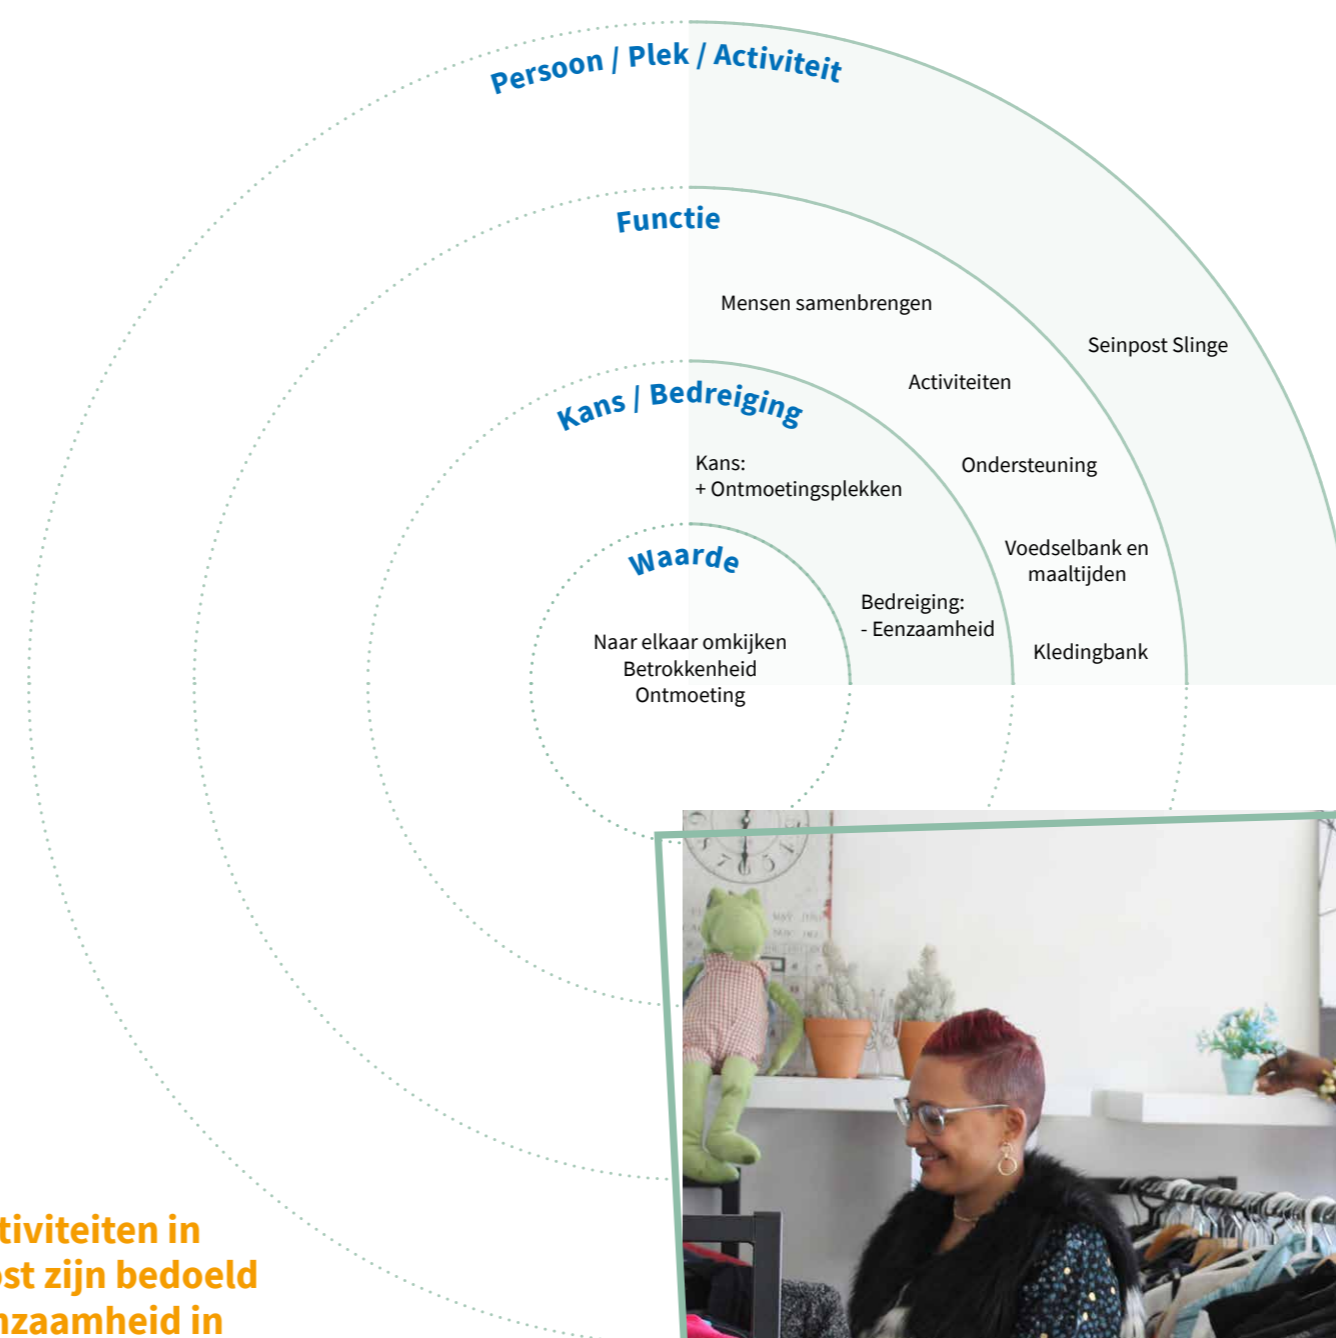 Persoon / Plek / Activiteit
Functie
Mensen samenbrengen
Seinpost Slinge
Activiteiten
Kans / Bedreiging
Kans:
+ Ontmoetingsplekken
Ondersteuning
Voedselbank en
maaltijden
Waarde
Bedreiging:
- Eenzaamheid
Kledingbank
Naar elkaar omkijken
Betrokkenheid
Ontmoeting
tiviteiten in
st zijn bedoeld
nzaamheid in